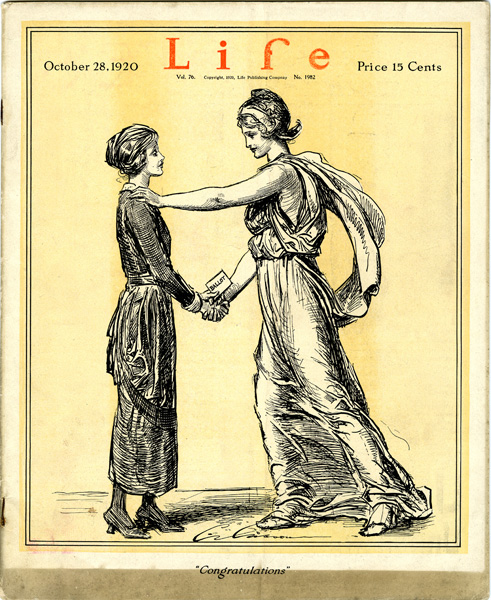 Life
October 28, 1920
Price 15 Cents
Vol. 76. Copyright, 1920, Life Publishing Company No. 1982
BALLOT
"Congratulations"